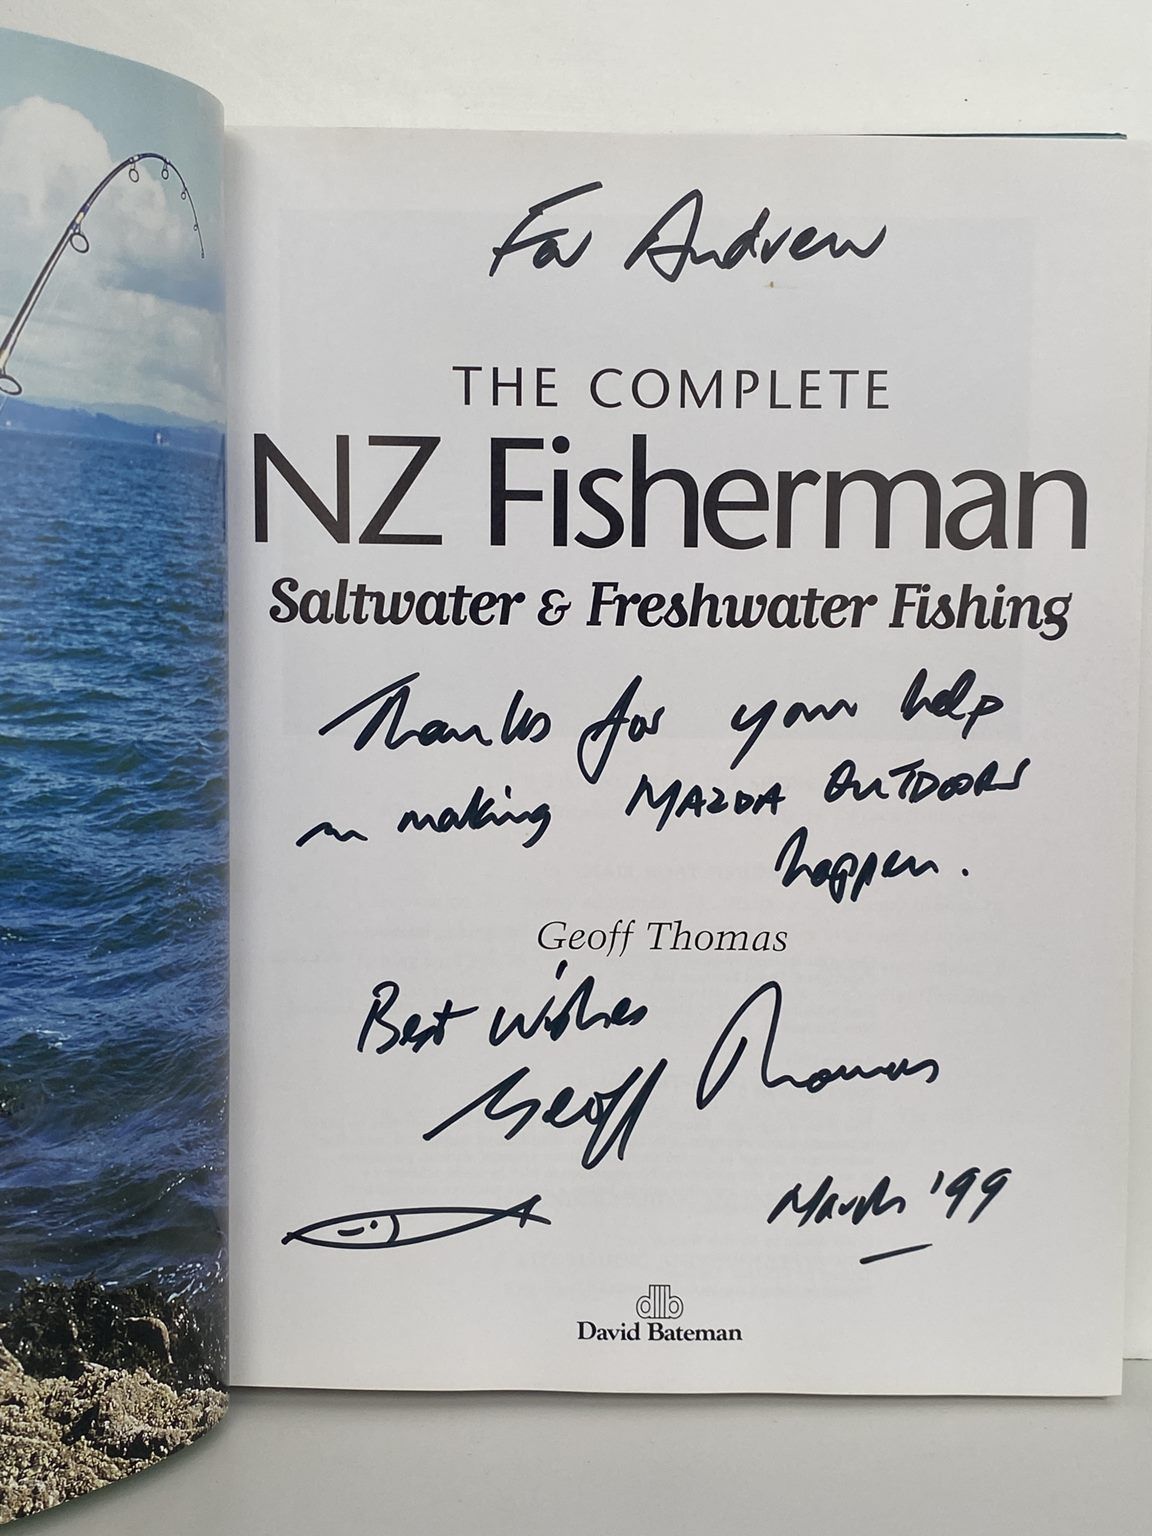 For Andrew
THE COMPLETE
NZ Fisherman
Saltwater & Freshwater Fishing
Thanks for your help
in making MAZDA OUTDOORS
happen.
Geoff Thomas
Best wishes
Geoff Thomas
March '99
db
David Bateman